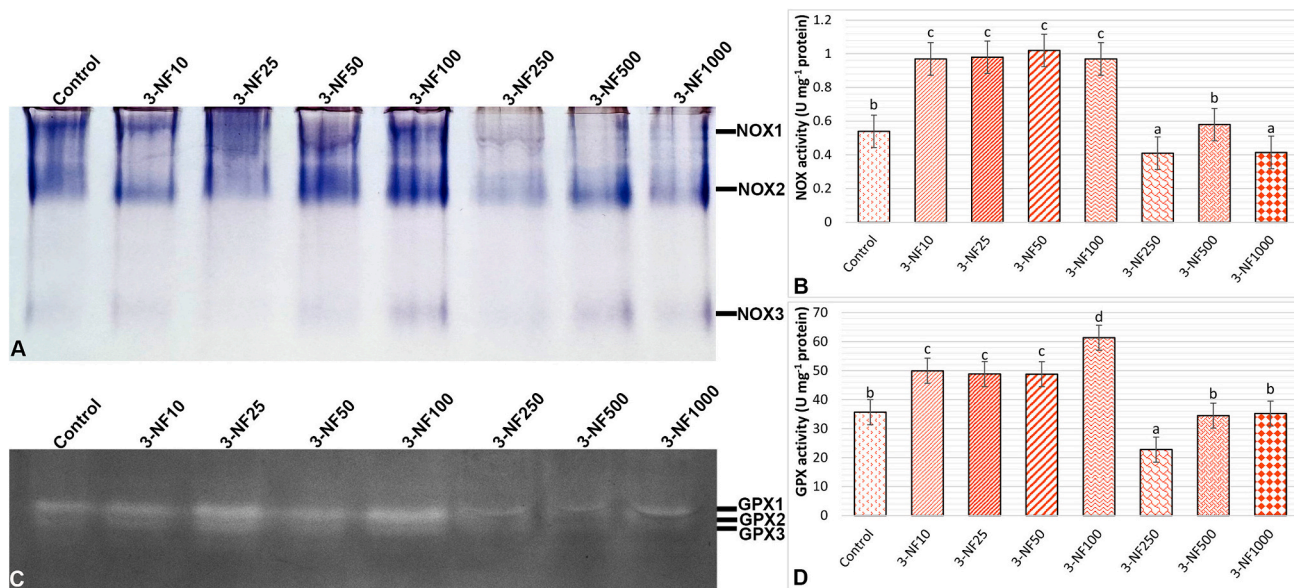 Control
3-NF10
3-NF25
3-NF50
3-NF100
3-NF250
3-NF500
3-NF1000
NOX1
NOX2
NOX3
A
NOX activity (U mg⁻¹ protein)
1.2
1
0.8
0.6
0.4
0.2
0
b
c
c
c
c
a
b
a
Control
3-NF10
3-NF25
3-NF50
3-NF100
3-NF250
3-NF500
3-NF1000
B
Control
3-NF10
3-NF25
3-NF50
3-NF100
3-NF250
3-NF500
3-NF1000
GPX1
GPX2
GPX3
C
GPX activity (U mg⁻¹ protein)
70
60
50
40
30
20
10
0
b
c
c
c
d
a
b
b
Control
3-NF10
3-NF25
3-NF50
3-NF100
3-NF250
3-NF500
3-NF1000
D